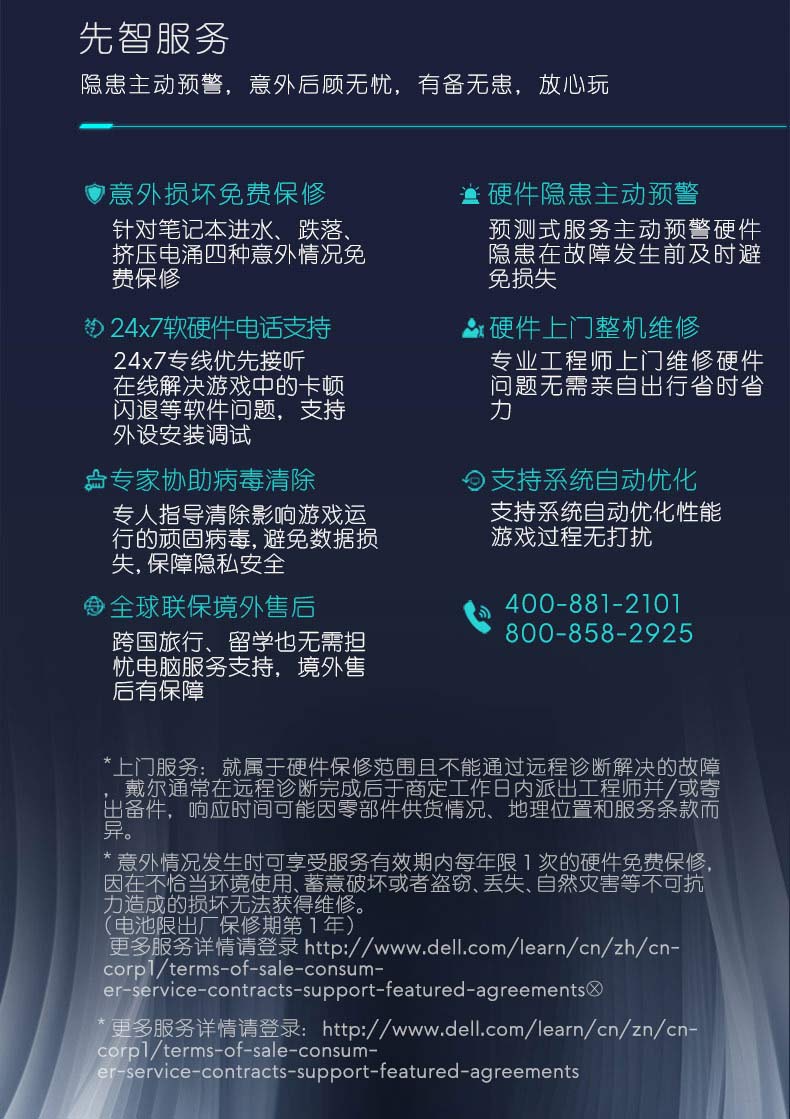 先智服务
隐患主动预警，意外后顾无忧，有备无患，放心玩
意外损坏免费保修
针对笔记本进水、跌落、
挤压电涌四种意外情况免
费保修
硬件隐患主动预警
预测式服务主动预警硬件
隐患在故障发生前及时避
免损失
24x7软硬件电话支持
24x7专线优先接听
在线解决游戏中的卡顿
闪退等软件问题，支持
外设安装调试
硬件上门整机维修
专业工程师上门维修硬件
问题无需亲自出行省时省
力
专家协助病毒清除
专人指导清除影响游戏运
行的顽固病毒,避免数据损
失,保障隐私安全
支持系统自动优化
支持系统自动优化性能
游戏过程无打扰
全球联保境外售后
跨国旅行、留学也无需担
忧电脑服务支持，境外售
后有保障
400-881-2101
800-858-2925
*上门服务：就属于硬件保修范围且不能通过远程诊断解决的故障
，戴尔通常在远程诊断完成后于商定工作日内派出工程师并/或寄
出备件，响应时间可能因零部件供货情况、地理位置和服务条款而
异。
* 意外情况发生时可享受服务有效期内每年限1次的硬件免费保修，
因在不恰当环境使用、蓄意破坏或者盗窃、丢失、自然灾害等不可抗
力造成的损坏无法获得维修。
（电池限出厂保修期第1年）
更多服务详情请登录 http://www.dell.com/learn/cn/zh/cn-
corp1/terms-of-sale-consum-
er-service-contracts-support-featured-agreementsⓧ
* 更多服务详情请登录：http://www.dell.com/learn/cn/zn/cn-
corp1/terms-of-sale-consum-
er-service-contracts-support-featured-agreements